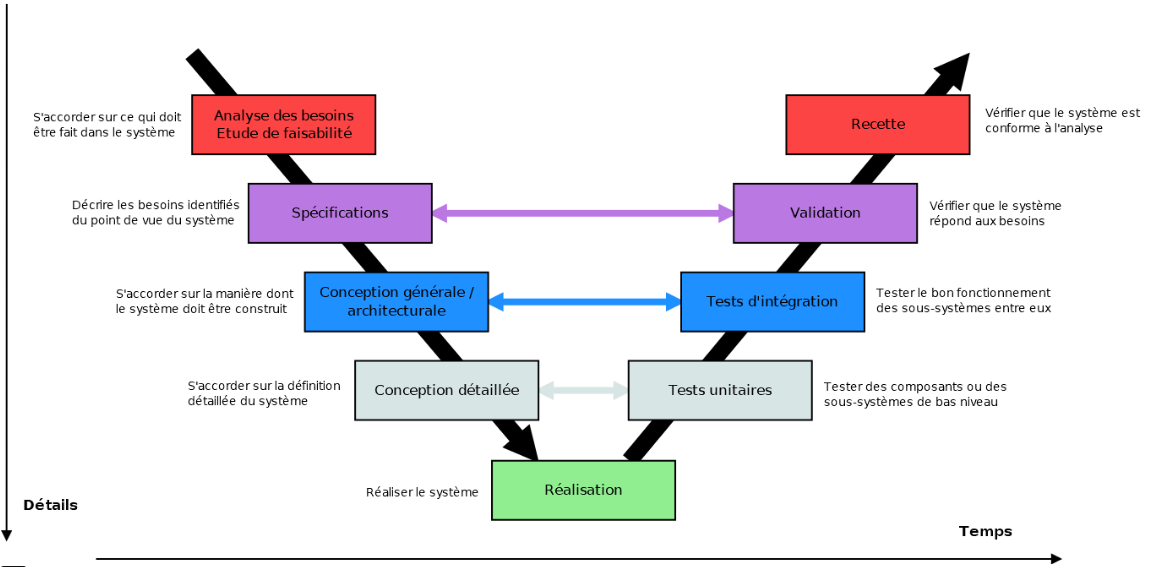 S'accorder sur ce qui doit
être fait dans le système
Analyse des besoins
Etude de faisabilité
Recette
Vérifier que le système est
conforme à l'analyse
Décrire les besoins identifiés
du point de vue du système
Spécifications
Validation
Vérifier que le système
répond aux besoins
S'accorder sur la manière dont
le système doit être construit
Conception générale /
architecturale
Tests d'intégration
Tester le bon fonctionnement
des sous-systèmes entre eux
S'accorder sur la définition
détaillée du système
Conception détaillée
Tests unitaires
Tester des composants ou des
sous-systèmes de bas niveau
Réaliser le système
Réalisation
Détails
Temps